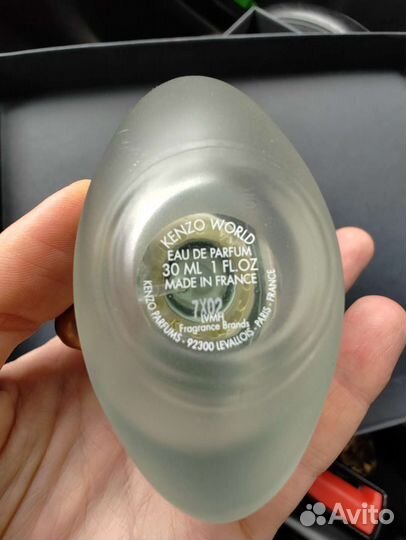 KENZO WORLD
EAU DE PARFUM
30 ML 1 FL.OZ
MADE IN FRANCE
7X02
LVMH
Fragrance Brands
KENZO PARFUMS - 92300 LEVALLOIS - PARIS - FRANCE
Avito